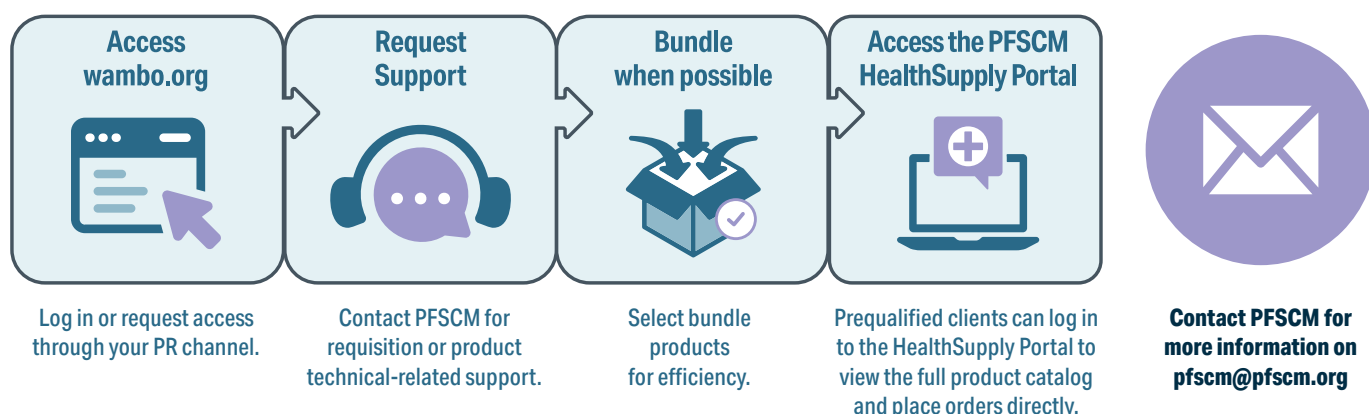 Access
wambo.org
Request
Support
Bundle
when possible
Access the PFSCM
HealthSupply Portal
Log in or request access
through your PR channel.
Contact PFSCM for
requisition or product
technical-related support.
Select bundle
products
for efficiency.
Prequalified clients can log in
to the HealthSupply Portal to
view the full product catalog
and place orders directly.
Contact PFSCM for
more information on
pfscm@pfscm.org